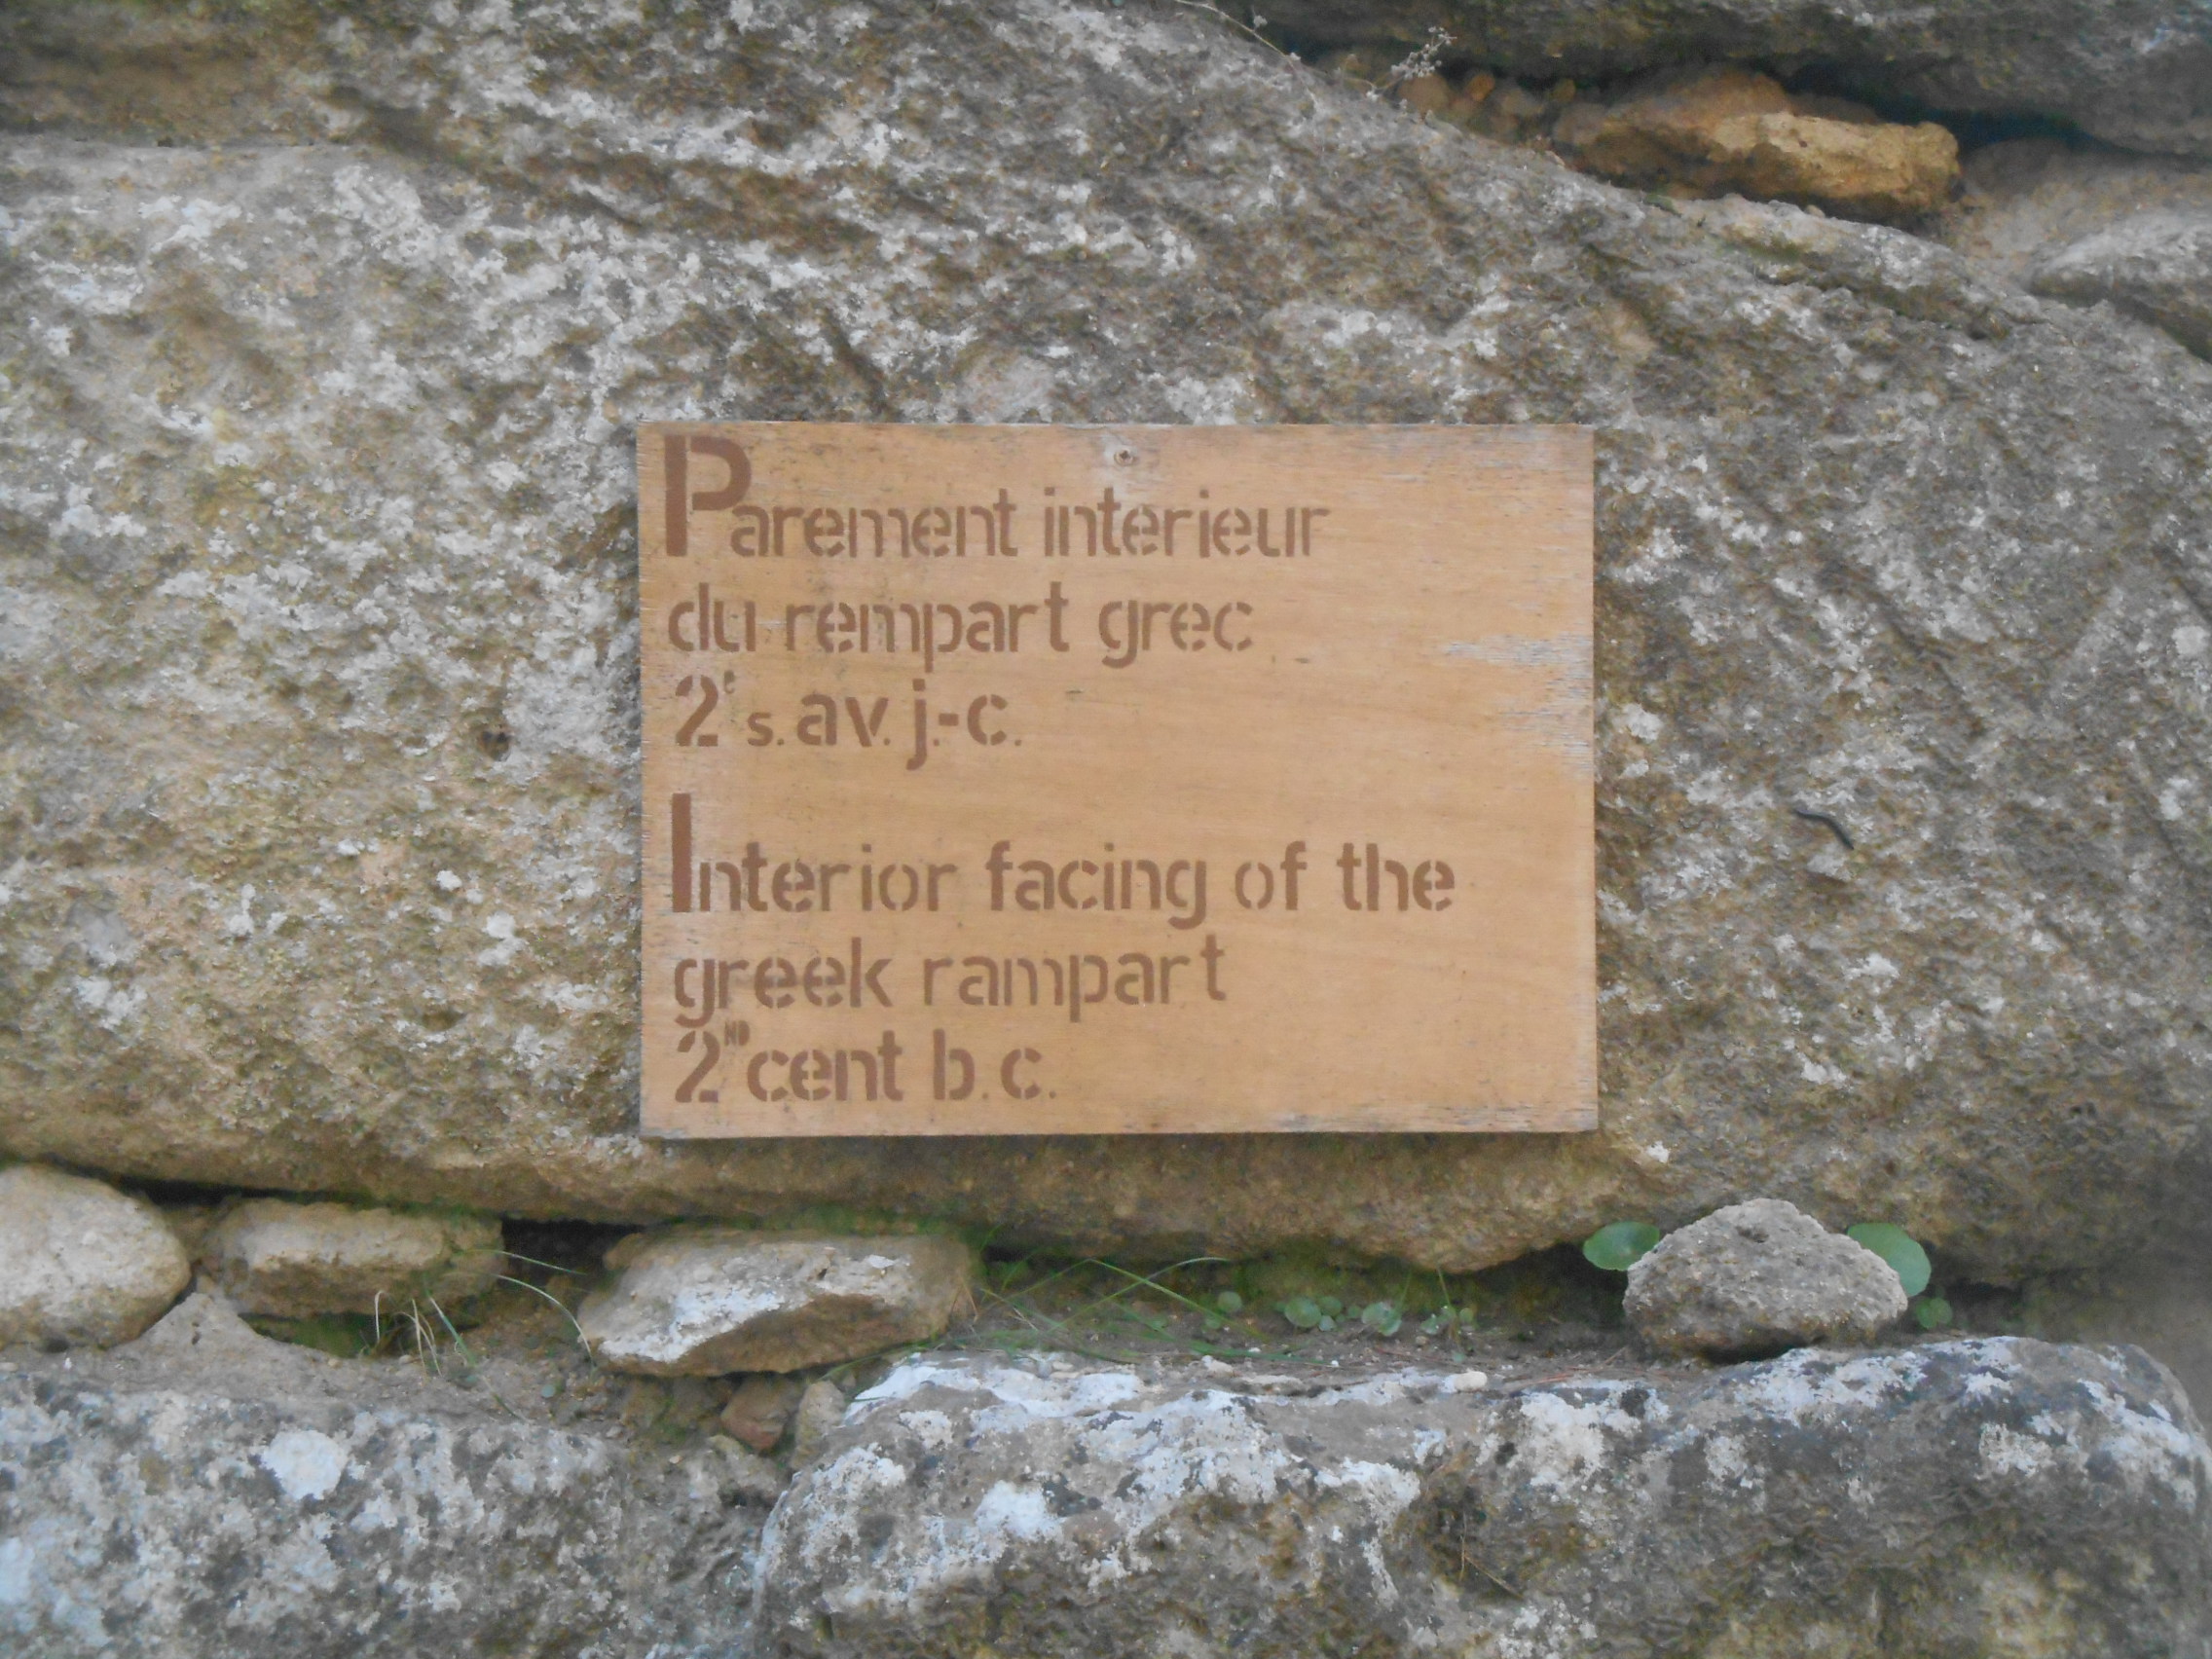 Parement interieur
du rempart grec
2e s. av. j.-c.
Interior facing of the
greek rampart
2ND cent b.c.